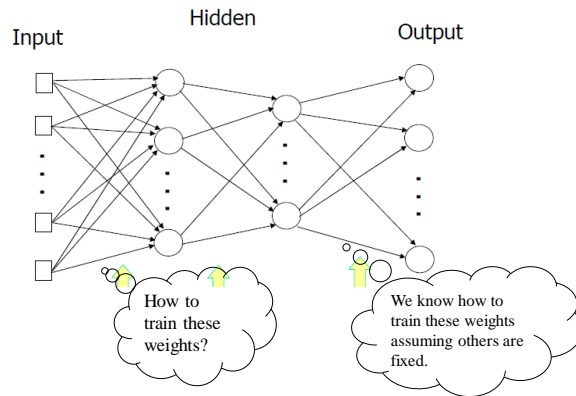 Hidden
Input
Output
How to
train these
weights?
We know how to
train these weights
assuming others are
fixed.